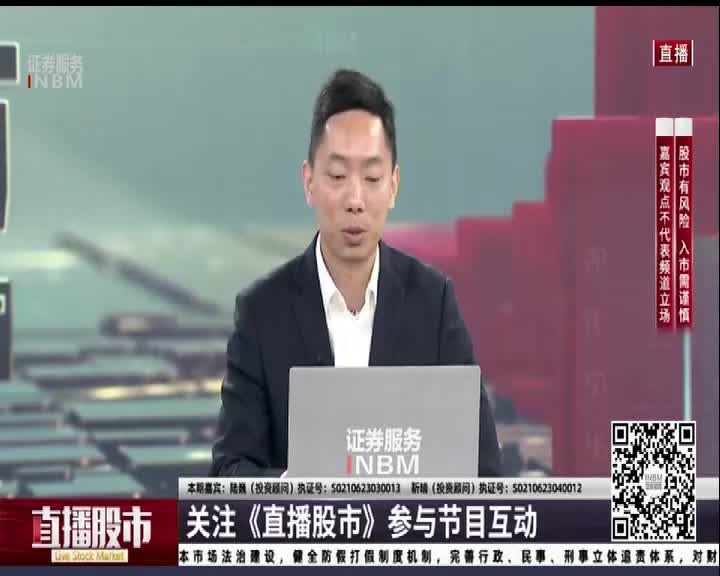 证券服务
INBM
直播
股市有风险 入市需谨慎
嘉宾观点不代表频道立场
证券服务
INBM
本期嘉宾：陆巍（投资顾问）执证号：S0210623030013 靳晴（投资顾问）执证号：S0210623040012
直播股市
Live Stock Market
关注《直播股市》参与节目互动
本市场法治建设，健全防假打假制度机制，完善行政、民事、刑事立体追责体系，对财